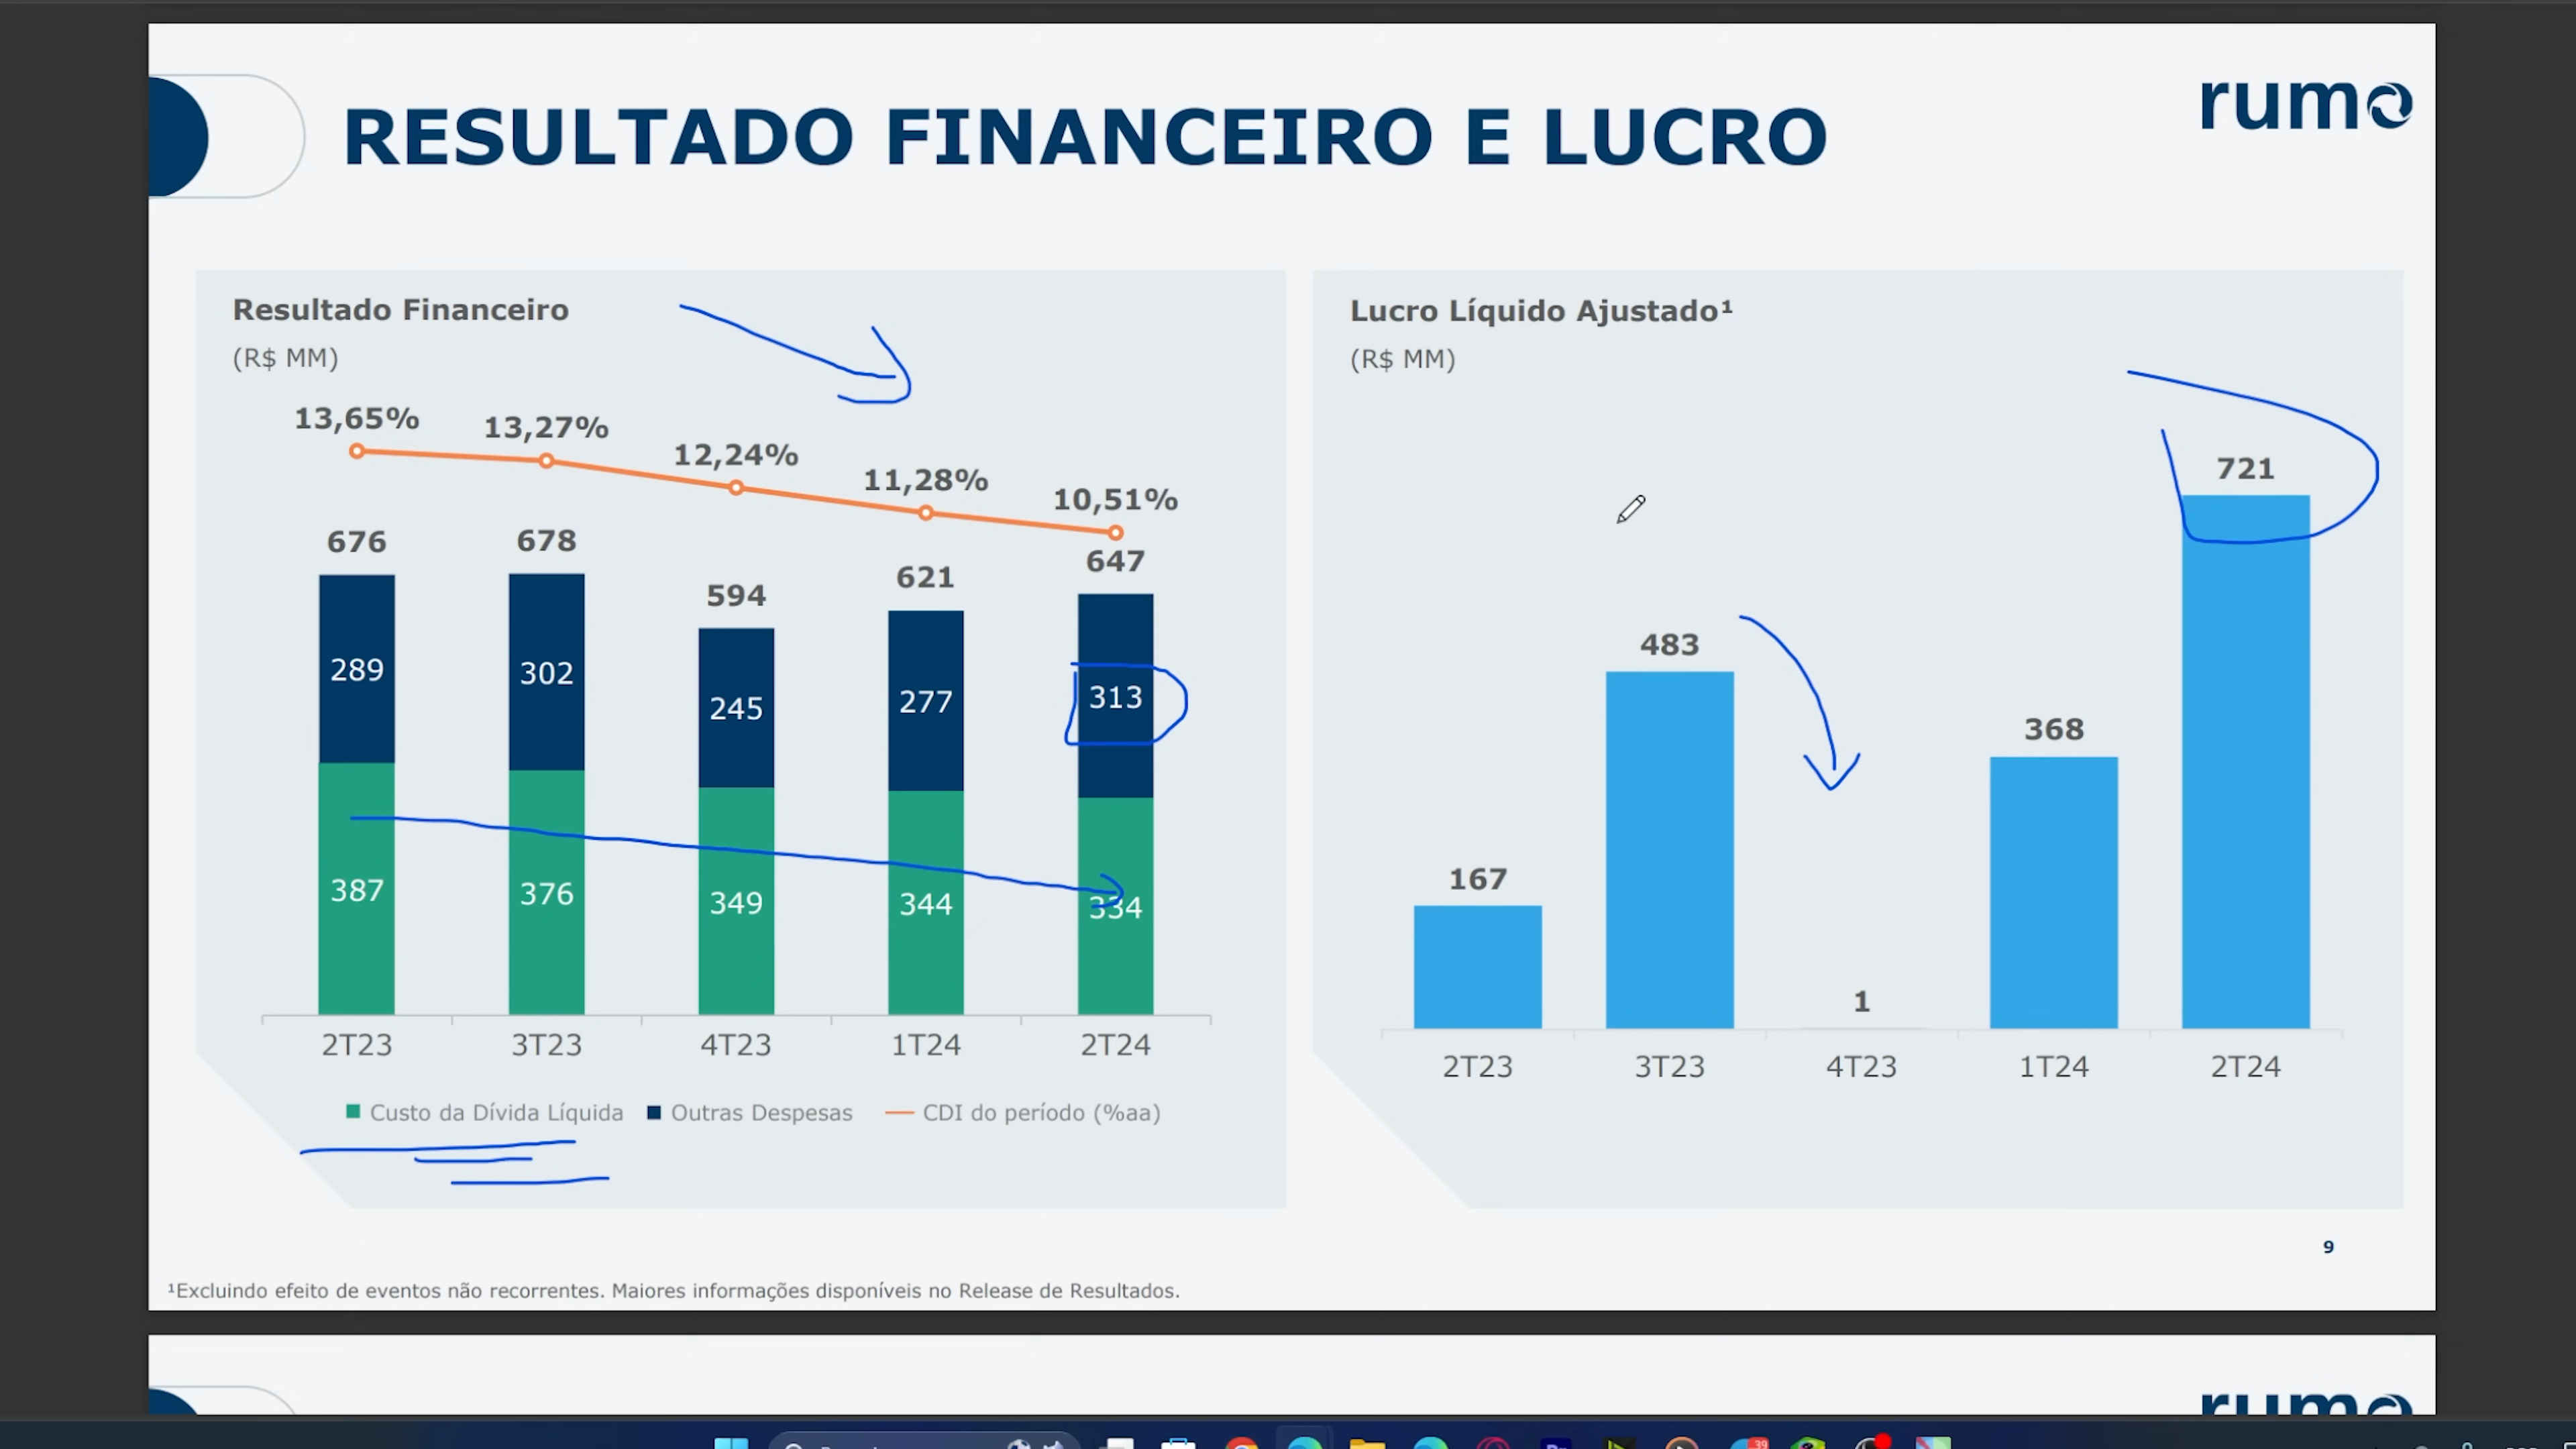 rumo
RESULTADO FINANCEIRO E LUCRO
Resultado Financeiro
(R$ MM)
13,65% 13,27% 12,24% 11,28% 10,51%
676 678 594 621 647
289 302 245 277 313
387 376 349 344 334
2T23 3T23 4T23 1T24 2T24
Custo da Dívida Líquida Outras Despesas CDI do período (%aa)
Lucro Líquido Ajustado¹
(R$ MM)
167 483 1 368 721
2T23 3T23 4T23 1T24 2T24
9
¹Excluindo efeito de eventos não recorrentes. Maiores informações disponíveis no Release de Resultados.
rumo
39